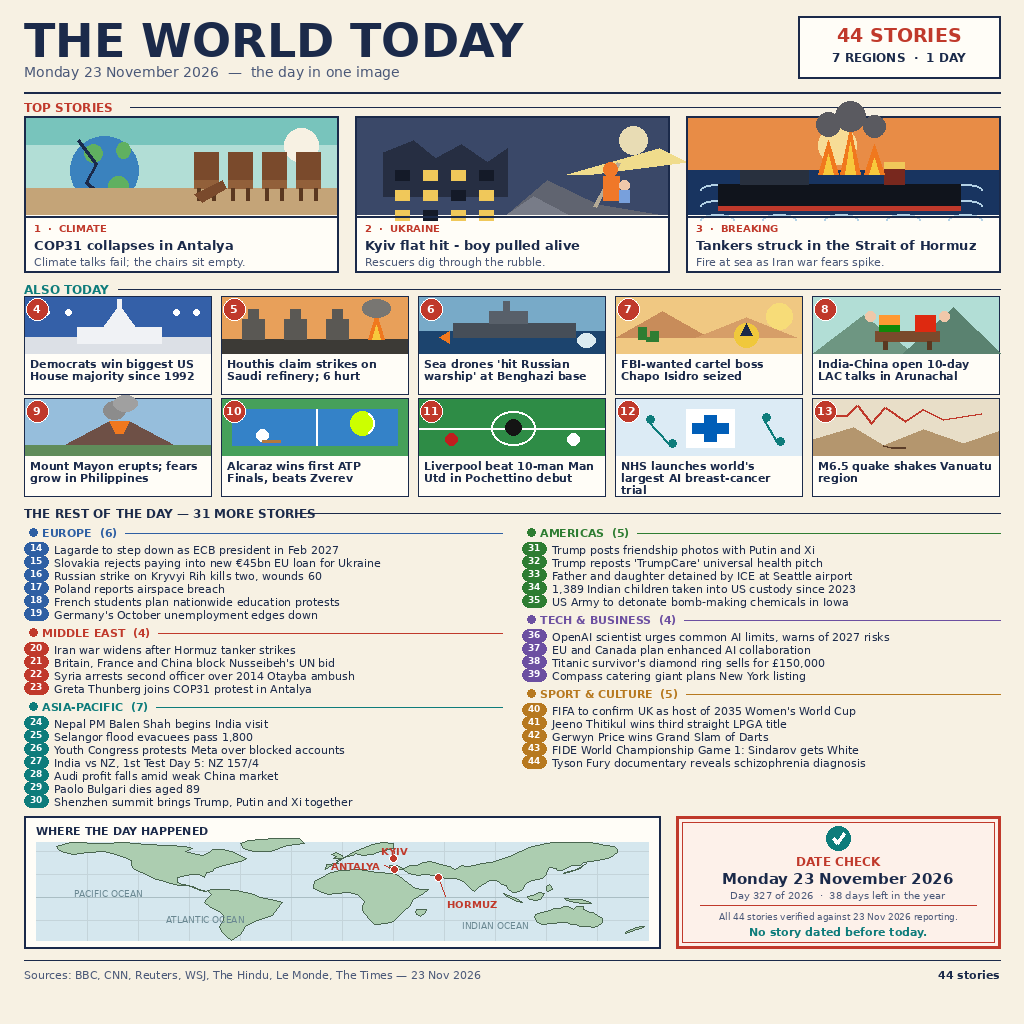 THE WORLD TODAY
Monday 23 November 2026 — the day in one image
44 STORIES
7 REGIONS · 1 DAY
TOP STORIES
1 · CLIMATE
COP31 collapses in Antalya
Climate talks fail; the chairs sit empty.
2 · UKRAINE
Kyiv flat hit - boy pulled alive
Rescuers dig through the rubble.
3 · BREAKING
Tankers struck in the Strait of Hormuz
Fire at sea as Iran war fears spike.
ALSO TODAY
4
Democrats win biggest US
House majority since 1992
5
Houthis claim strikes on
Saudi refinery; 6 hurt
6
Sea drones 'hit Russian
warship' at Benghazi base
7
FBI-wanted cartel boss
Chapo Isidro seized
8
India-China open 10-day
LAC talks in Arunachal
9
Mount Mayon erupts; fears
grow in Philippines
10
Alcaraz wins first ATP
Finals, beats Zverev
11
Liverpool beat 10-man Man
Utd in Pochettino debut
12
NHS launches world's
largest AI breast-cancer
trial
13
M6.5 quake shakes Vanuatu
region
THE REST OF THE DAY — 31 MORE STORIES
EUROPE (6)
14 Lagarde to step down as ECB president in Feb 2027
15 Slovakia rejects paying into new €45bn EU loan for Ukraine
16 Russian strike on Kryvyi Rih kills two, wounds 60
17 Poland reports airspace breach
18 French students plan nationwide education protests
19 Germany's October unemployment edges down
MIDDLE EAST (4)
20 Iran war widens after Hormuz tanker strikes
21 Britain, France and China block Nusseibeh's UN bid
22 Syria arrests second officer over 2014 Otayba ambush
23 Greta Thunberg joins COP31 protest in Antalya
ASIA-PACIFIC (7)
24 Nepal PM Balen Shah begins India visit
25 Selangor flood evacuees pass 1,800
26 Youth Congress protests Meta over blocked accounts
27 India vs NZ, 1st Test Day 5: NZ 157/4
28 Audi profit falls amid weak China market
29 Paolo Bulgari dies aged 89
30 Shenzhen summit brings Trump, Putin and Xi together
AMERICAS (5)
31 Trump posts friendship photos with Putin and Xi
32 Trump reposts 'TrumpCare' universal health pitch
33 Father and daughter detained by ICE at Seattle airport
34 1,389 Indian children taken into US custody since 2023
35 US Army to detonate bomb-making chemicals in Iowa
TECH & BUSINESS (4)
36 OpenAI scientist urges common AI limits, warns of 2027 risks
37 EU and Canada plan enhanced AI collaboration
38 Titanic survivor's diamond ring sells for £150,000
39 Compass catering giant plans New York listing
SPORT & CULTURE (5)
40 FIFA to confirm UK as host of 2035 Women's World Cup
41 Jeeno Thitikul wins third straight LPGA title
42 Gerwyn Price wins Grand Slam of Darts
43 FIDE World Championship Game 1: Sindarov gets White
44 Tyson Fury documentary reveals schizophrenia diagnosis
WHERE THE DAY HAPPENED
KYIV
ANTALYA
HORMUZ
PACIFIC OCEAN
ATLANTIC OCEAN
INDIAN OCEAN
DATE CHECK
Monday 23 November 2026
Day 327 of 2026 · 38 days left in the year
All 44 stories verified against 23 Nov 2026 reporting.
No story dated before today.
Sources: BBC, CNN, Reuters, WSJ, The Hindu, Le Monde, The Times — 23 Nov 2026
44 stories